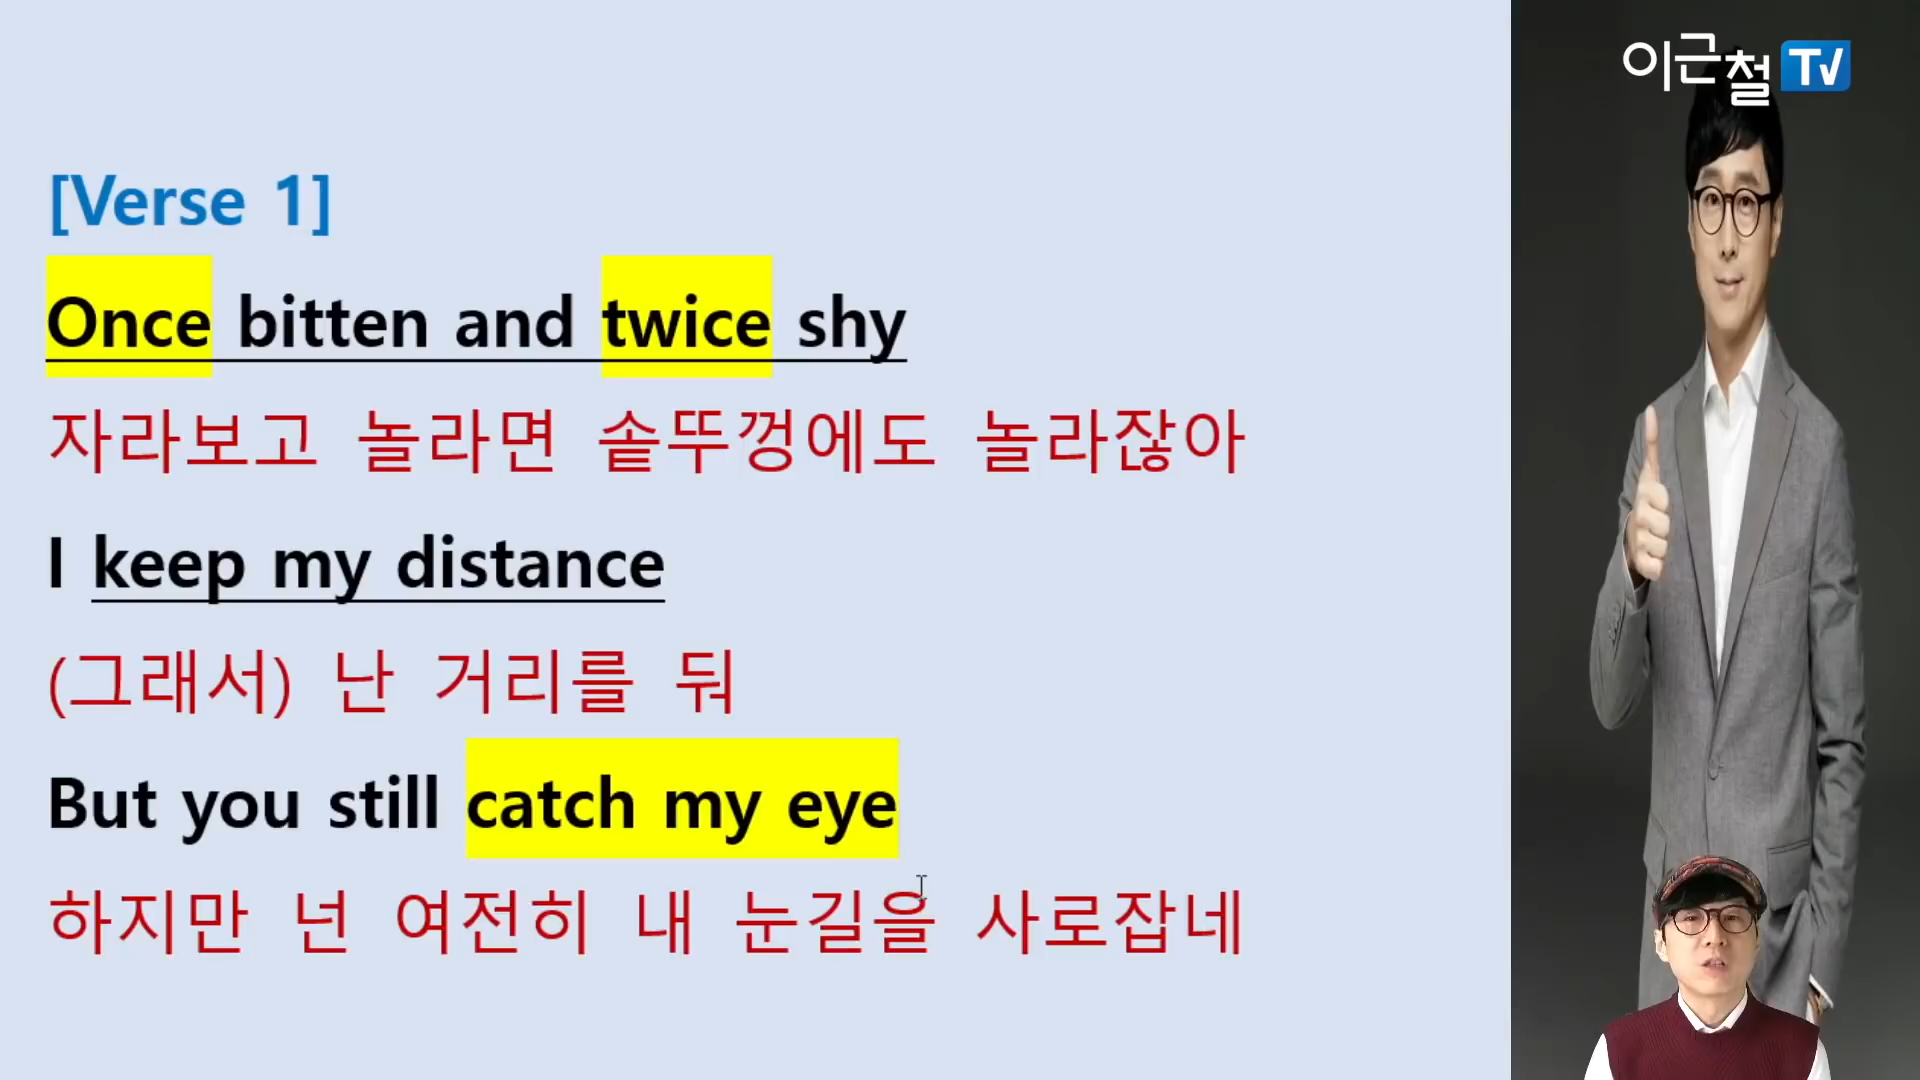 이근철 TV
[Verse 1]
Once bitten and twice shy
자라보고 놀라면 솥뚜껑에도 놀라잖아
I keep my distance
(그래서) 난 거리를 둬
But you still catch my eye
하지만 넌 여전히 내 눈길을 사로잡네